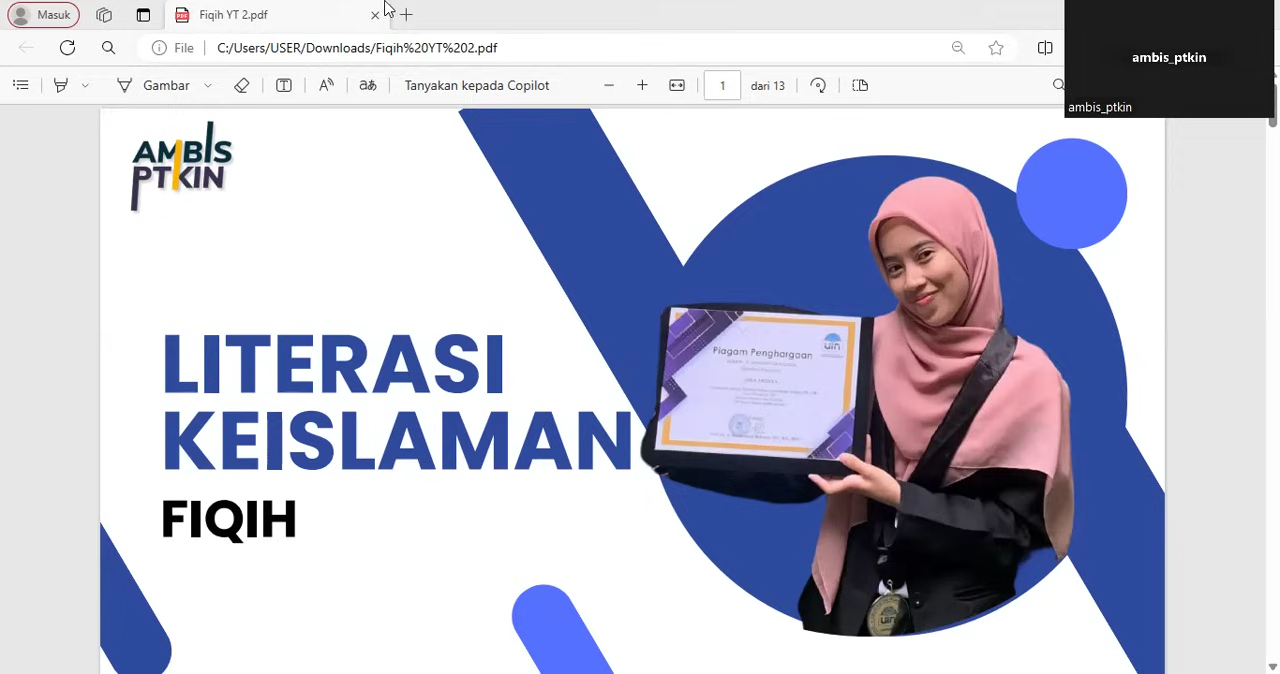 Masuk
Fiqih YT 2.pdf
File
C:/Users/USER/Downloads/Fiqih%20YT%202.pdf
Gambar
Tanyakan kepada Copilot
1
dari 13
ambis_ptkin
ambis_ptkin
AMBIS
PTKIN
LITERASI
KEISLAMAN
FIQIH
Piagam Penghargaan
uin
uin